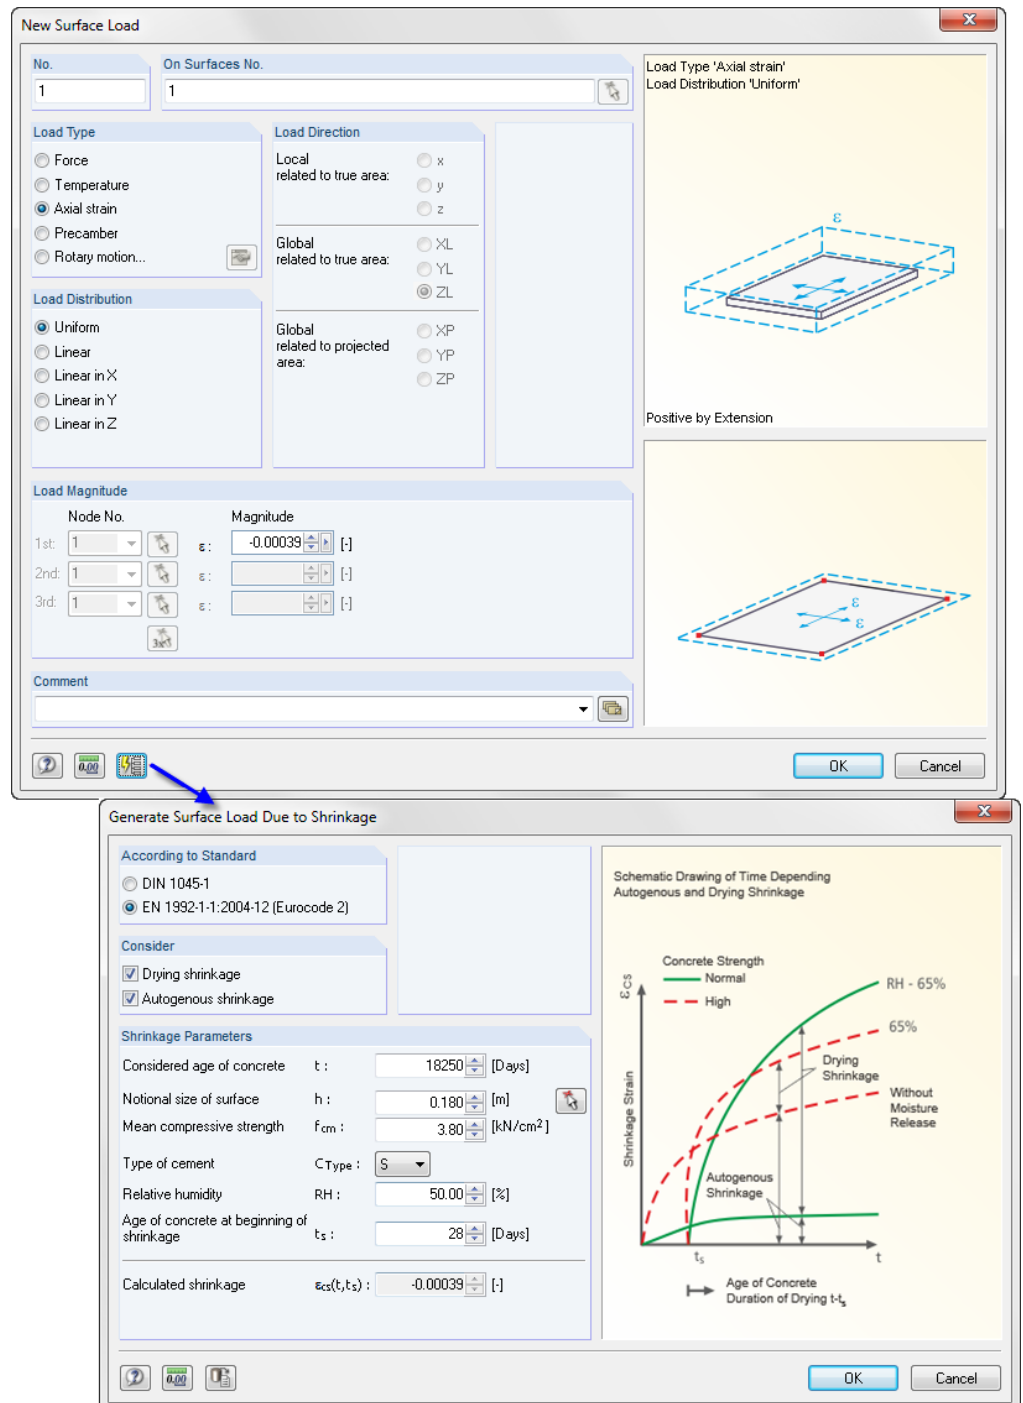 New Surface Load
No.
1
On Surfaces No.
1
Load Type
Force
Temperature
Axial strain
Precamber
Rotary motion...
Load Direction
Local
related to true area:
x
y
z
Global
related to true area:
XL
YL
ZL
Global
related to projected
area:
XP
YP
ZP
Load Distribution
Uniform
Linear
Linear in X
Linear in Y
Linear in Z
Load Type 'Axial strain'
Load Distribution 'Uniform'
ε
Positive by Extension
Load Magnitude
Node No.
Magnitude
1st:
1
ε :
-0.00039
[-]
2nd:
1
ε :
[-]
3rd:
1
ε :
[-]
3x
ε
ε
Comment
0.00
OK
Cancel
Generate Surface Load Due to Shrinkage
According to Standard
DIN 1045-1
EN 1992-1-1:2004-12 (Eurocode 2)
Consider
Drying shrinkage
Autogenous shrinkage
Shrinkage Parameters
Considered age of concrete
t :
18250
[Days]
Notional size of surface
h :
0.180
[m]
Mean compressive strength
fcm :
3.80
[kN/cm²]
Type of cement
CType :
S
Relative humidity
RH :
50.00
[%]
Age of concrete at beginning of
shrinkage
ts :
28
[Days]
Calculated shrinkage
εcs(t,ts) :
-0.00039
[-]
Schematic Drawing of Time Depending
Autogenous and Drying Shrinkage
Concrete Strength
Normal
High
εcs
Shrinkage Strain
RH - 65%
65%
Drying
Shrinkage
Without
Moisture
Release
Autogenous
Shrinkage
ts
t
Age of Concrete
Duration of Drying t-ts
0.00
OK
Cancel